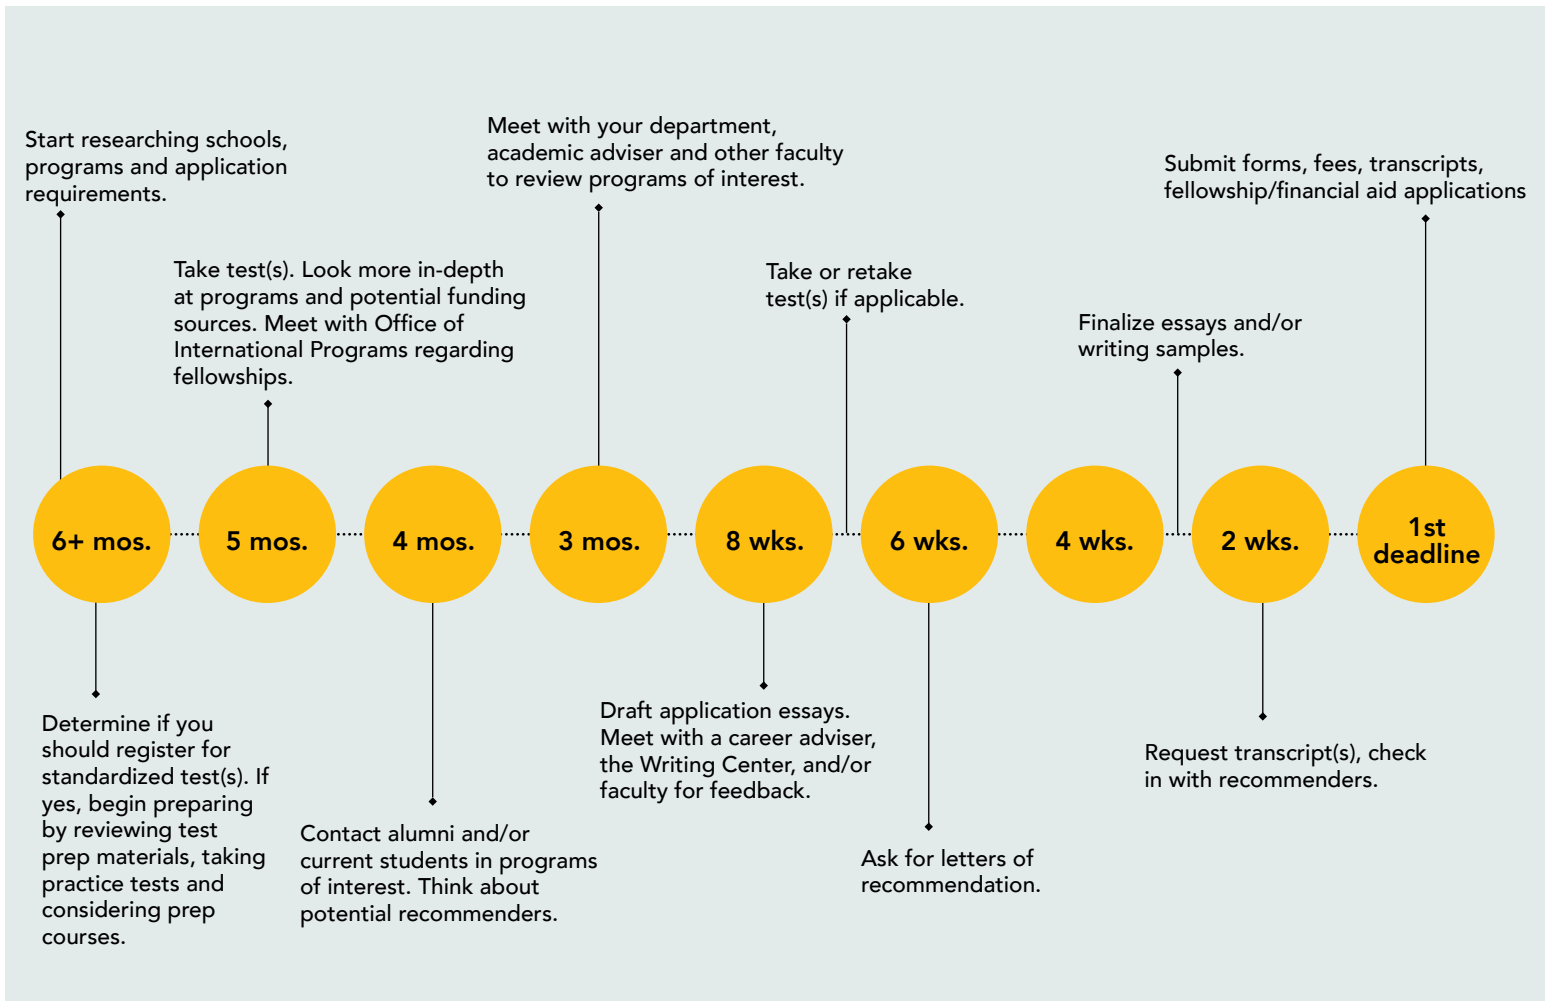 Start researching schools,
programs and application
requirements.
Meet with your department,
academic adviser and other faculty
to review programs of interest.
Submit forms, fees, transcripts,
fellowship/financial aid applications
Take test(s). Look more in-depth
at programs and potential funding
sources. Meet with Office of
International Programs regarding
fellowships.
Take or retake
test(s) if applicable.
Finalize essays and/or
writing samples.
6+ mos.
5 mos.
4 mos.
3 mos.
8 wks.
6 wks.
4 wks.
2 wks.
1st
deadline
Determine if you
should register for
standardized test(s). If
yes, begin preparing
by reviewing test
prep materials, taking
practice tests and
considering prep
courses.
Contact alumni and/or
current students in programs
of interest. Think about
potential recommenders.
Draft application essays.
Meet with a career adviser,
the Writing Center, and/or
faculty for feedback.
Ask for letters of
recommendation.
Request transcript(s), check
in with recommenders.